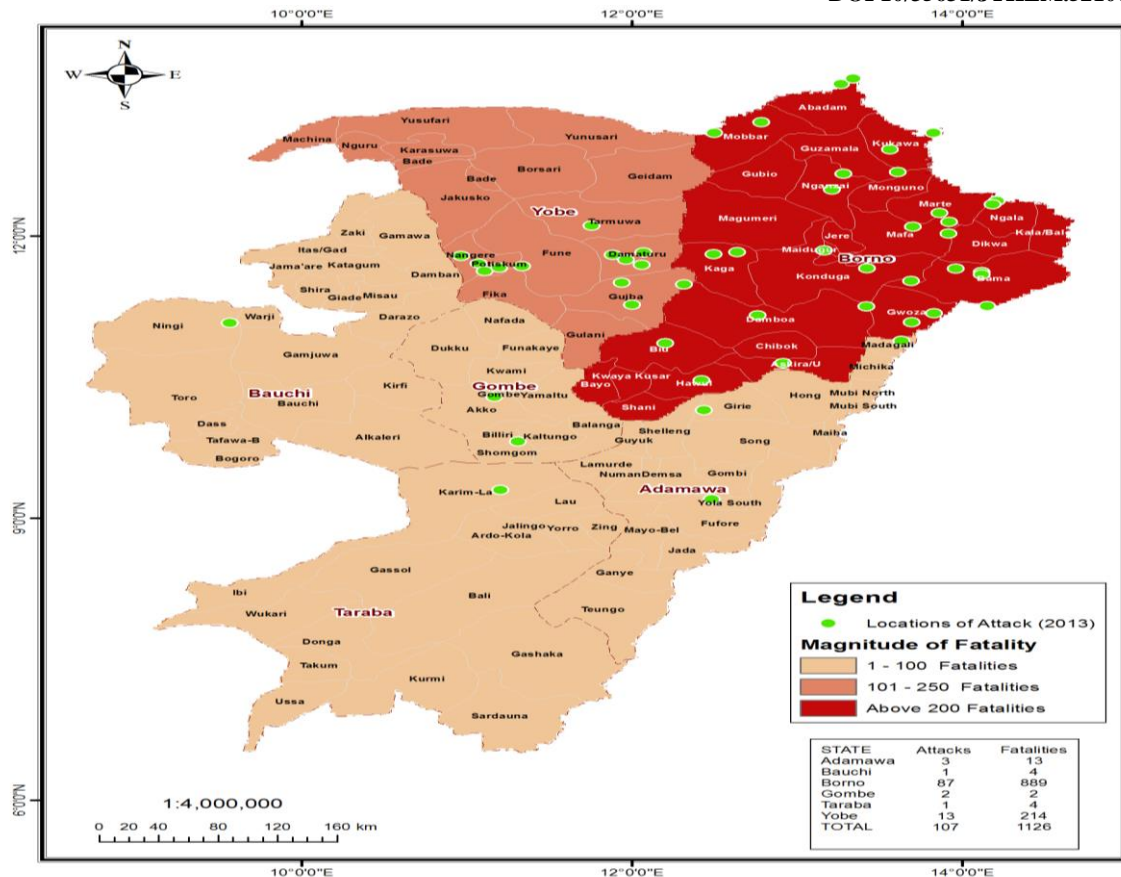 10°0'0"E 12°0'0"E 14°0'0"E
N
W E
S
Abadam
Yusufari
Mobbar
Yunusari
Machina
Nguru
Karasuwa
Guzamala
Kukawa
Bade
Borsari
Gubio
Geidam
Bade
Monguno
Jakusko
Marte
Yobe
Magumeri
Ngala
Tarmuwa
Zaki
Gamawa
Jere
Mafa
Kala/Bal
12°0'0"N
Itas/Gad
Nangere
Fune
Damaturu
Dikwa
Borno
Jama'are
Katagum
Potiskum
Kaga
Damban
Konduga
Shira
Giade
Misau
Fika
Gujba
Warji
Darazo
Nafada
Gwoza
Ningi
Damboa
Gulani
Dukku
Funakaye
Chibok
Madagali
Gamjuwa
Michika
Kwami
Kwaya Kusar
Bayo
Kirfi
Gombe
Hong
Mubi North
Toro
Bauchi
Gombe
Yamaltu
Bauchi
Akko
Shani
Girie
Mubi South
Dass
Balanga
Shelleng
Tafawa-B
Alkaleri
Billiri
Kaltungo
Guyuk
Song
Maiba
Bogoro
Shomgom
Lamurde
Numan
Demsa
Gombi
Karim-La
Adamawa
Lau
Yola South
Jalingo
Yorro
Zing
Mayo-Bel
Fufore
Ardo-Kola
Jada
9°0'0"N
Gassol
Ganye
Ibi
Bali
Wukari
Taraba
Teungo
Donga
Gashaka
Takum
Kurmi
Ussa
Sardauna
Legend
Locations of Attack (2013)
Magnitude of Fatality
1 - 100 Fatalities
101 - 250 Fatalities
Above 200 Fatalities
STATE Attacks Fatalities
Adamawa 3 13
Bauchi 1 4
Borno 87 889
Gombe 2 2
Taraba 1 4
Yobe 13 214
TOTAL 107 1126
6°0'0"N
1:4,000,000
0 20 40 80 120 160 km
10°0'0"E 12°0'0"E 14°0'0"E